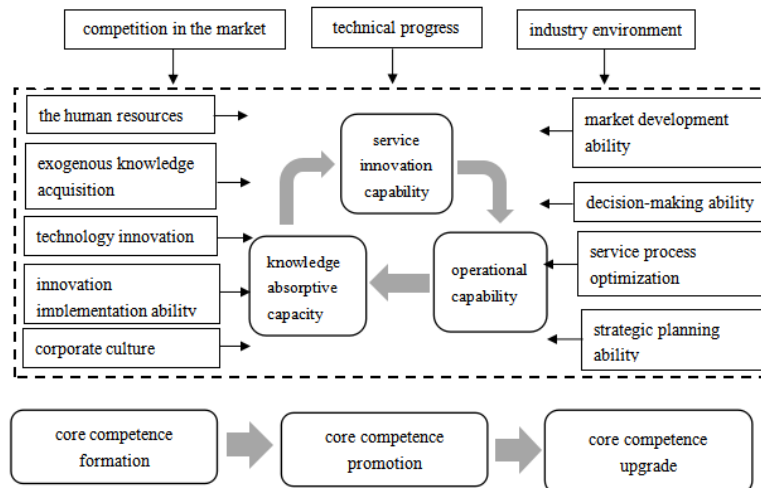 competition in the market
technical progress
industry environment
the human resources
exogenous knowledge
acquisition
technology innovation
innovation
implementation ability
corporate culture
service
innovation
capability
knowledge
absorptive
capacity
operational
capability
market development
ability
decision-making ability
service process
optimization
strategic planning
ability
core competence
formation
core competence
promotion
core competence
upgrade